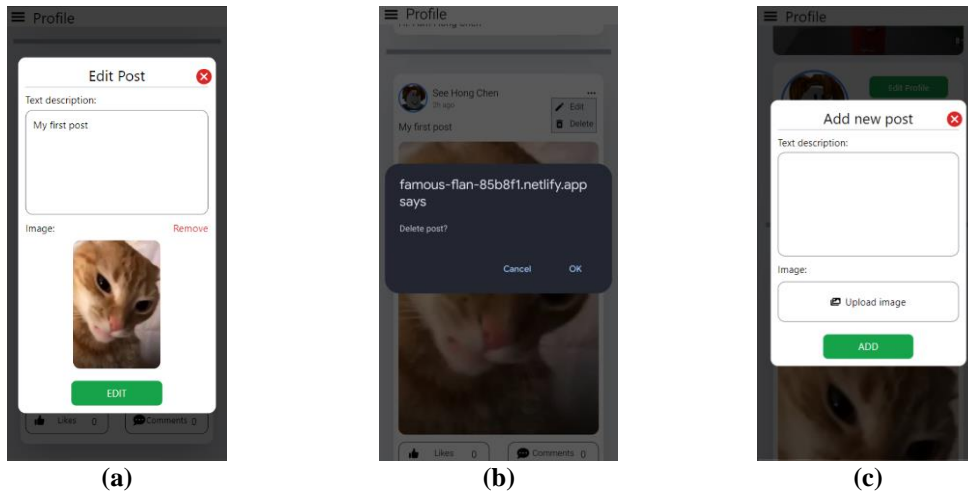 Profile
Edit Post
Text description:
My first post
Image:
Remove
EDIT
Likes 0
Comments 0
(a)
Profile
See Hong Chen
Edit
My first post
Delete
famous-flan-85b8f1.netlify.app
says
Delete post?
Cancel
OK
Likes 0
Comments 0
(b)
Profile
Edit Profile
Add new post
Text description:
Image:
Upload image
ADD
(c)